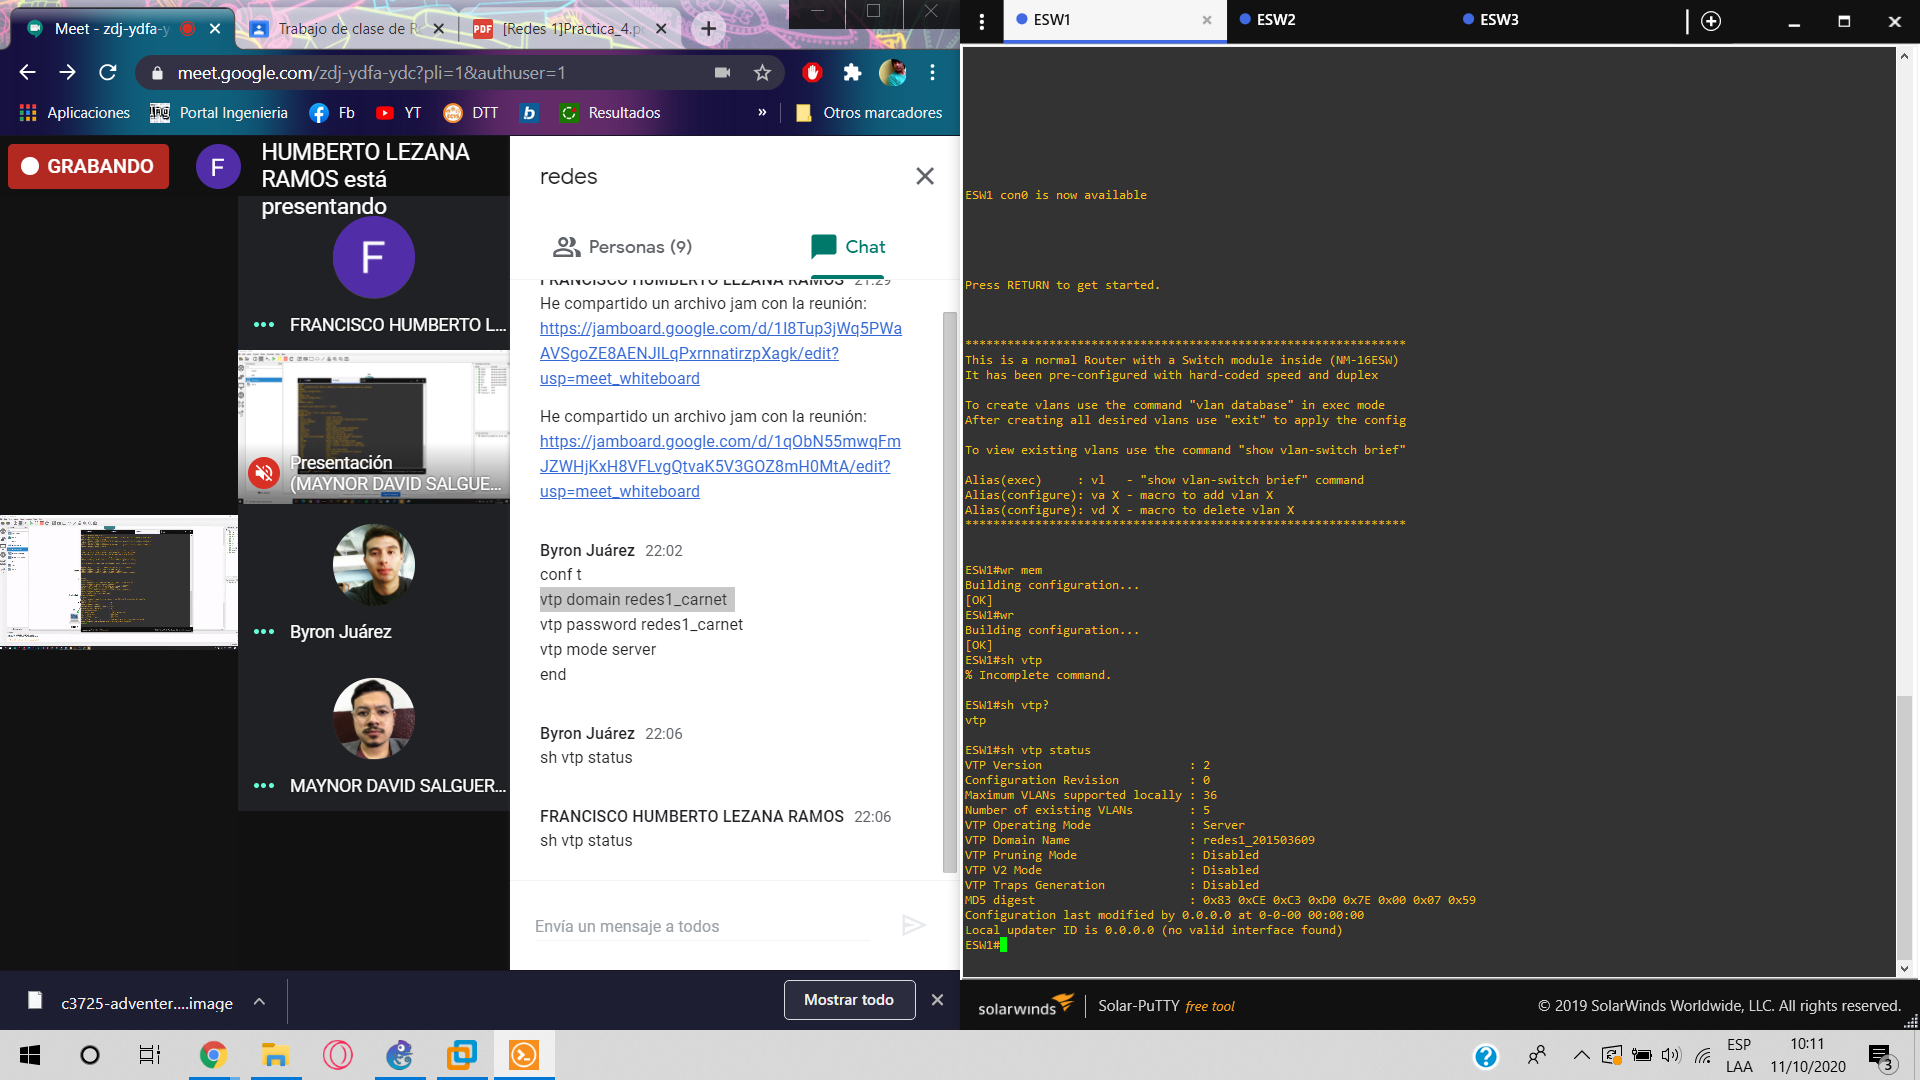 Meet - zdj-ydfa-y
Trabajo de clase de R
[Redes 1]Practica_4.p
meet.google.com/zdj-ydfa-ydc?pli=1&authuser=1
Aplicaciones
Portal Ingenieria
Fb
YT
DTT
Resultados
»
Otros marcadores
GRABANDO
F
HUMBERTO LEZANA
RAMOS está
presentando
F
FRANCISCO HUMBERTO L...
Presentación
(MAYNOR DAVID SALGUE...
Byron Juárez
MAYNOR DAVID SALGUER...
redes
Personas (9)
Chat
FRANCISCO HUMBERTO LEZANA RAMOS 21:29
He compartido un archivo jam con la reunión:
https://jamboard.google.com/d/1I8Tup3jWq5PWa
AVSgoZE8AENJlLqPxrnnatirzpXagk/edit?
usp=meet_whiteboard
He compartido un archivo jam con la reunión:
https://jamboard.google.com/d/1qObN55mwqFm
JZWHjKxH8VFLvgQtvaK5V3GOZ8mH0MtA/edit?
usp=meet_whiteboard
Byron Juárez 22:02
conf t
vtp domain redes1_carnet
vtp password redes1_carnet
vtp mode server
end
Byron Juárez 22:06
sh vtp status
FRANCISCO HUMBERTO LEZANA RAMOS 22:06
sh vtp status
Envía un mensaje a todos
c3725-adventer....image
Mostrar todo
ESW1
ESW2
ESW3
ESW1 con0 is now available
Press RETURN to get started.
***************************************************************
This is a normal Router with a Switch module inside (NM-16ESW)
It has been pre-configured with hard-coded speed and duplex
To create vlans use the command "vlan database" in exec mode
After creating all desired vlans use "exit" to apply the config
To view existing vlans use the command "show vlan-switch brief"
Alias(exec)     : vl   - "show vlan-switch brief" command
Alias(configure): va X - macro to add vlan X
Alias(configure): vd X - macro to delete vlan X
***************************************************************
ESW1#wr mem
Building configuration...
[OK]
ESW1#wr
Building configuration...
[OK]
ESW1#sh vtp
% Incomplete command.
ESW1#sh vtp?
vtp
ESW1#sh vtp status
VTP Version                     : 2
Configuration Revision          : 0
Maximum VLANs supported locally : 36
Number of existing VLANs        : 5
VTP Operating Mode              : Server
VTP Domain Name                 : redes1_201503609
VTP Pruning Mode                : Disabled
VTP V2 Mode                     : Disabled
VTP Traps Generation            : Disabled
MD5 digest                      : 0x83 0xCE 0xC3 0xD0 0x7E 0x00 0x07 0x59
Configuration last modified by 0.0.0.0 at 0-0-00 00:00:00
Local updater ID is 0.0.0.0 (no valid interface found)
ESW1#
solarwinds
Solar-PuTTY free tool
© 2019 SolarWinds Worldwide, LLC. All rights reserved.
ESP
LAA
10:11
11/10/2020
3